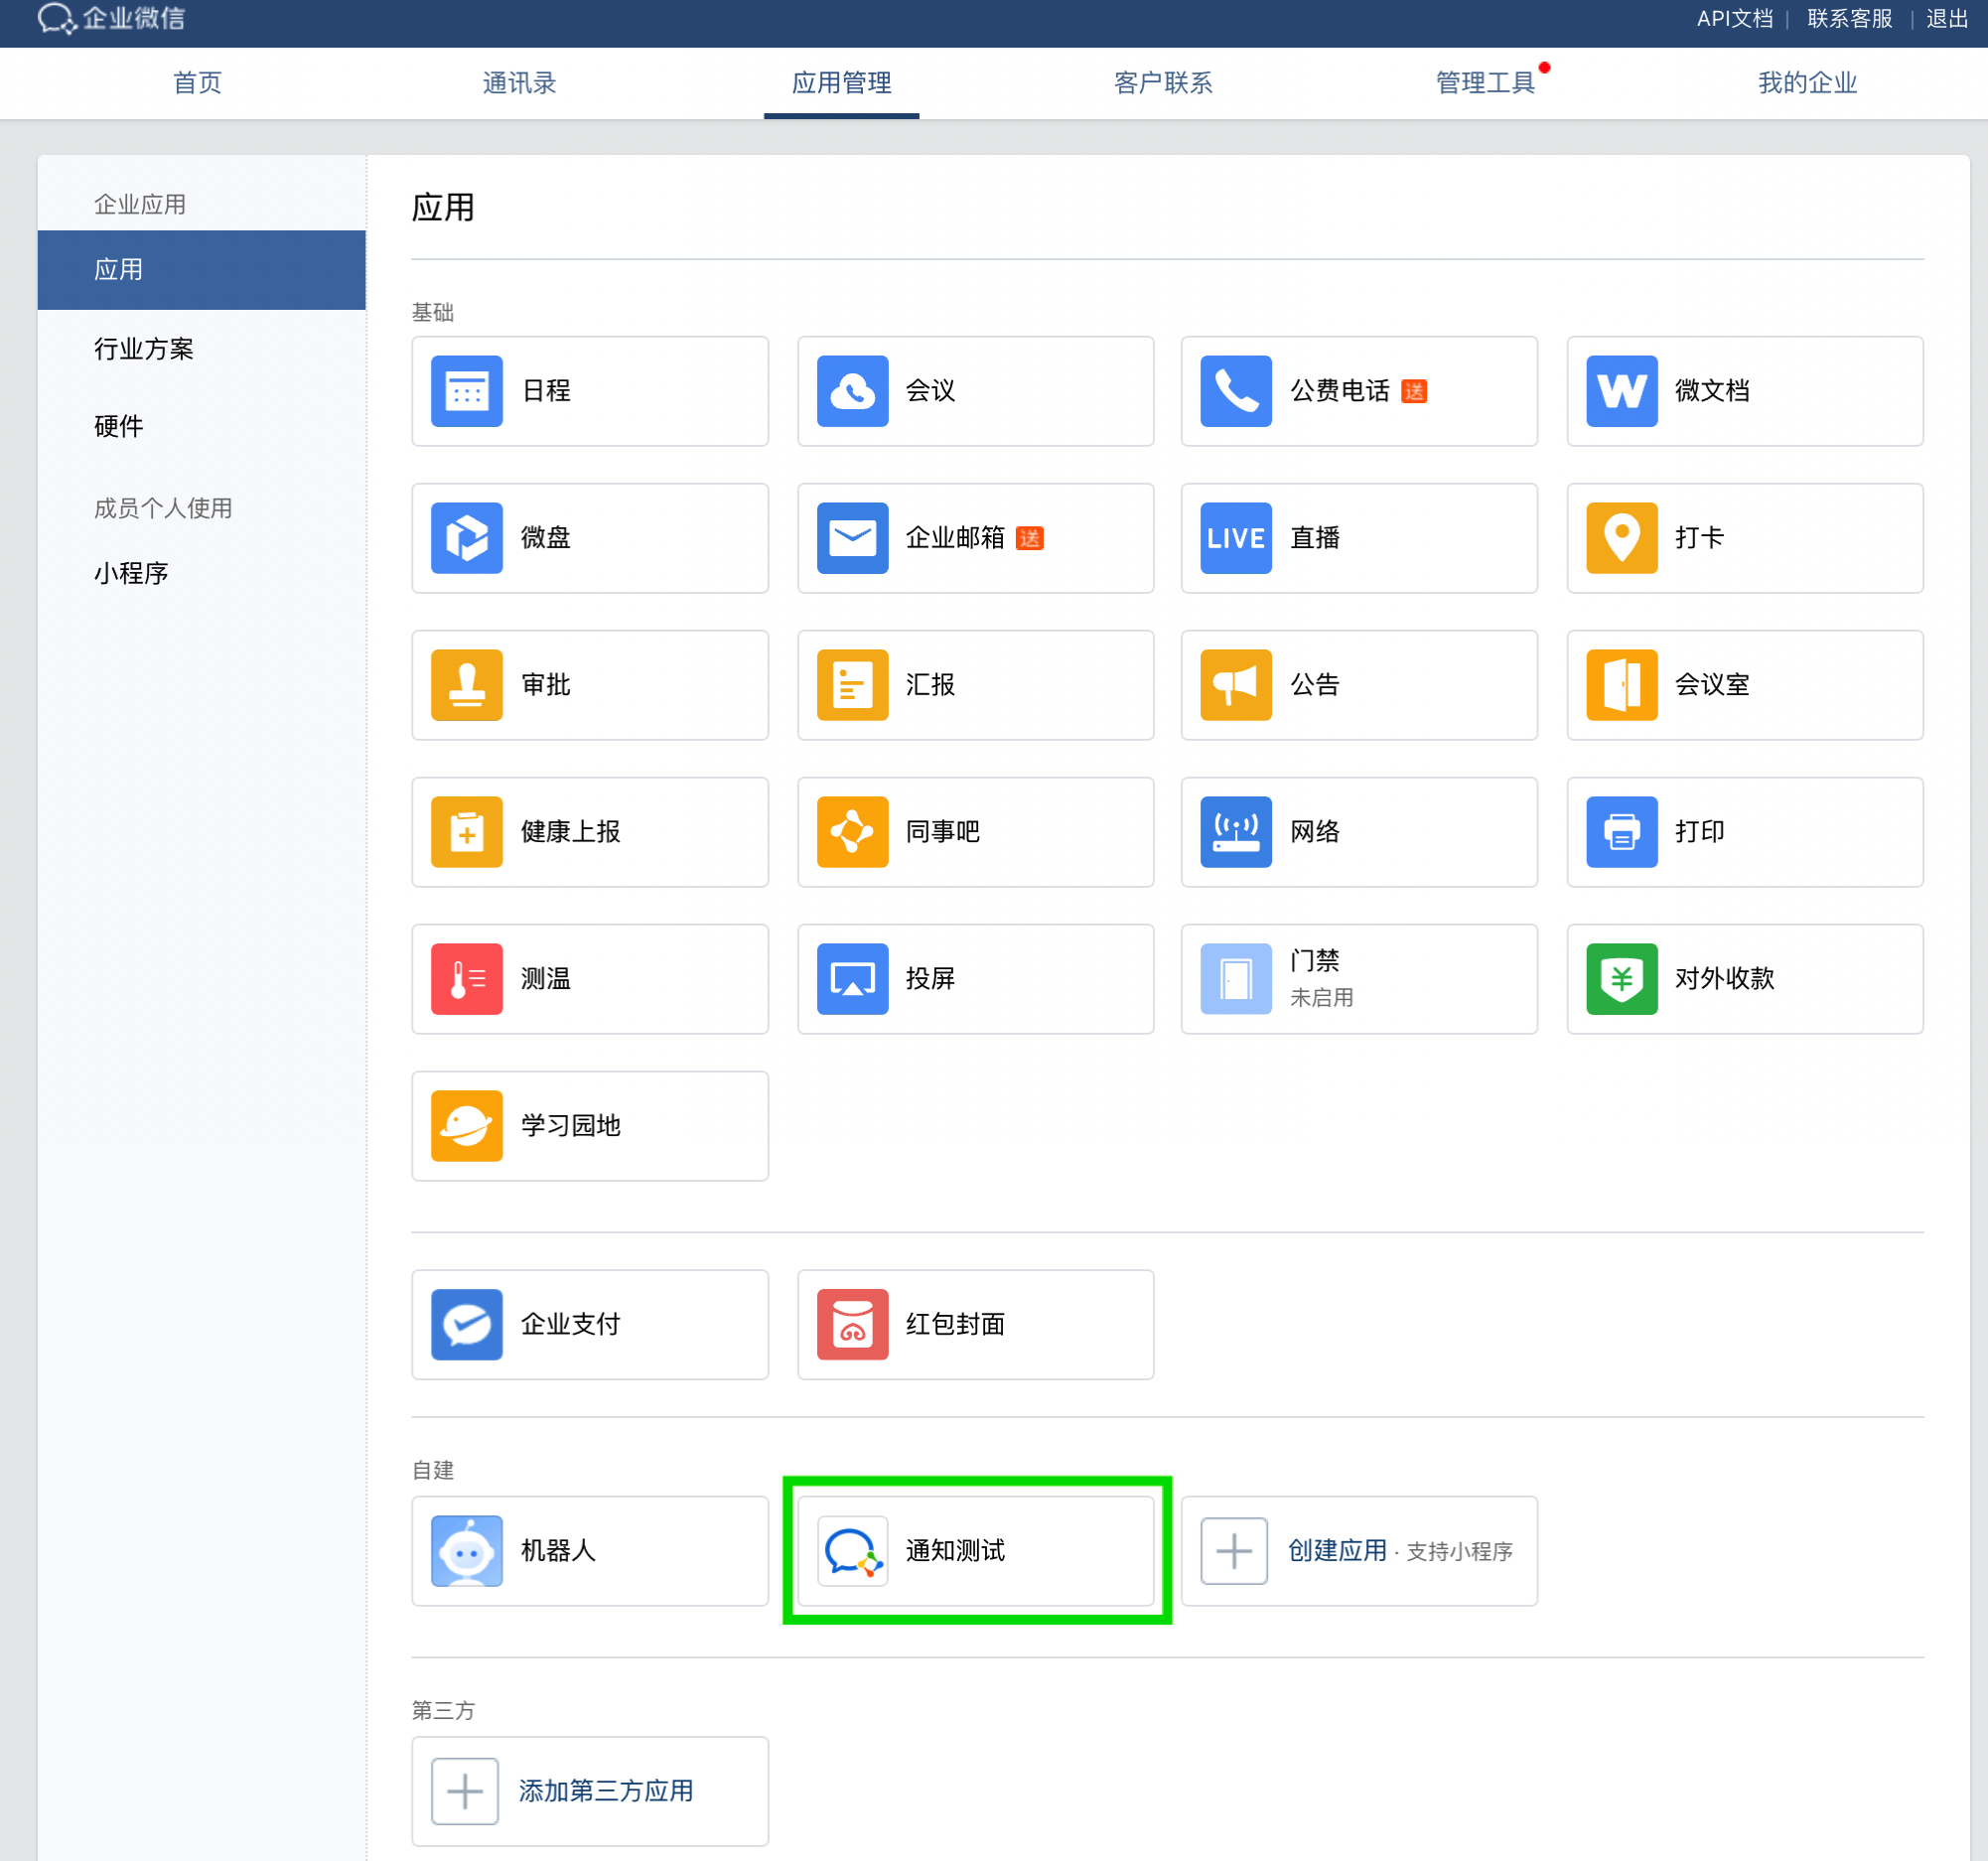 企业微信
API文档 | 联系客服 | 退出
首页 通讯录 应用管理 客户联系 管理工具 我的企业
企业应用
应用
行业方案
硬件
成员个人使用
小程序
应用
基础
日程 会议 公费电话 送 W 微文档
微盘 企业邮箱 送 LIVE 直播 打卡
审批 汇报 公告 会议室
健康上报 同事吧 网络 打印
测温 投屏 门禁 对外收款
未启用
学习园地
企业支付 红包封面
自建
机器人 通知测试 创建应用 · 支持小程序
第三方
添加第三方应用